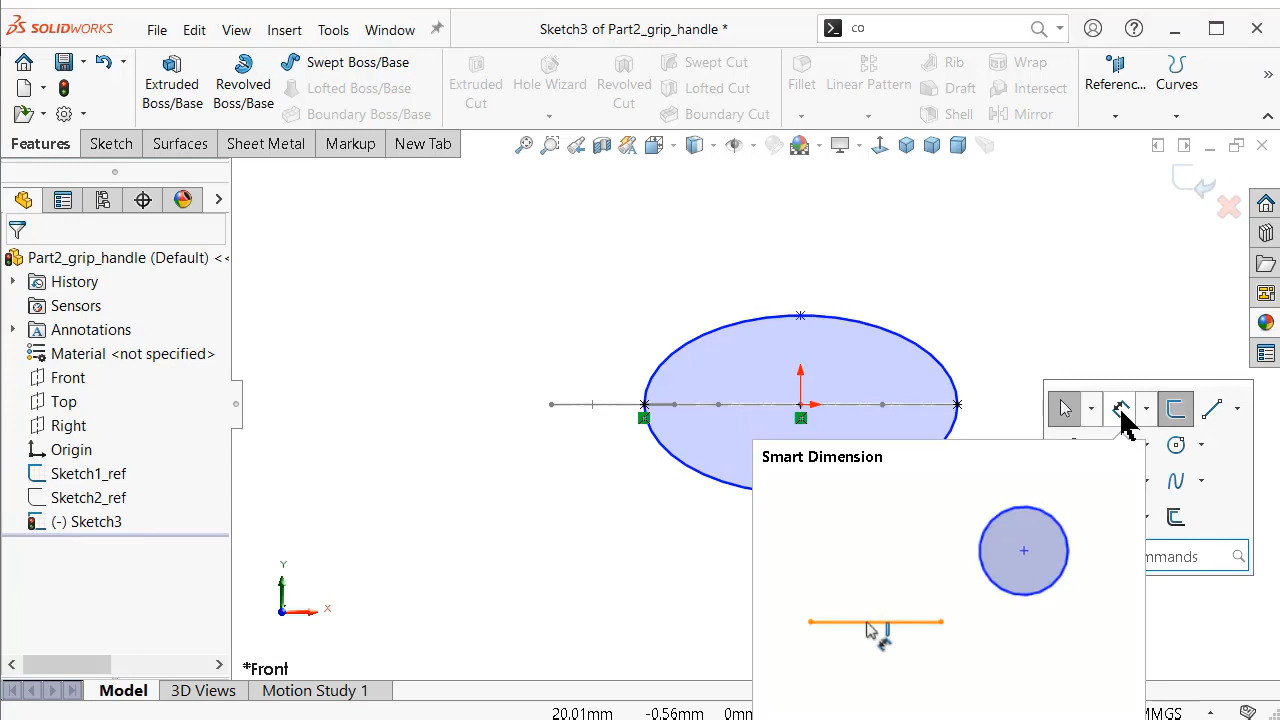 SOLIDWORKS
File Edit View Insert Tools Window
Sketch3 of Part2_grip_handle *
co
Extruded Boss/Base
Revolved Boss/Base
Swept Boss/Base
Lofted Boss/Base
Boundary Boss/Base
Extruded Cut
Hole Wizard
Revolved Cut
Swept Cut
Lofted Cut
Boundary Cut
Fillet
Linear Pattern
Rib
Draft
Shell
Wrap
Intersect
Mirror
Referenc...
Curves
Features Sketch Surfaces Sheet Metal Markup New Tab
Part2_grip_handle (Default) <<
History
Sensors
Annotations
Material <not specified>
Front
Top
Right
Origin
Sketch1_ref
Sketch2_ref
(-) Sketch3
Smart Dimension
mmands
Y
X
*Front
Model 3D Views Motion Study 1
20.01mm -0.56mm 0mm MMGS